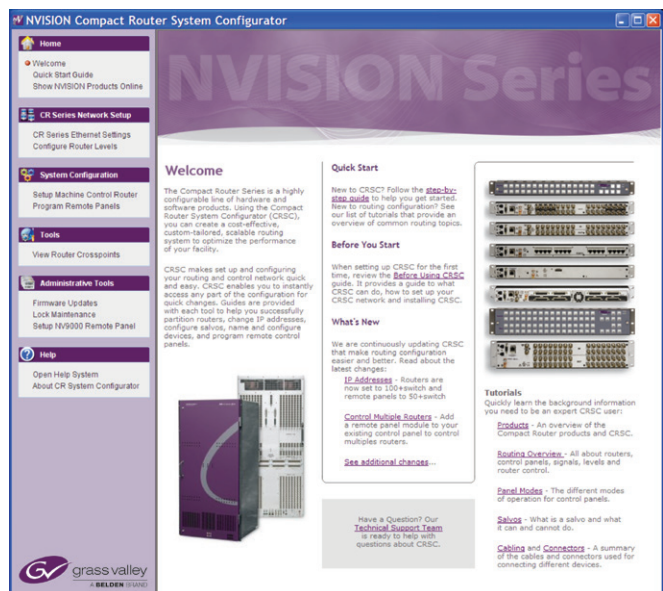 NVISION Compact Router System Configurator
Home
Welcome
Quick Start Guide
Show NVISION Products Online
CR Series Network Setup
CR Series Ethernet Settings
Configure Router Levels
System Configuration
Setup Machine Control Router
Program Remote Panels
Tools
View Router Crosspoints
Administrative Tools
Firmware Updates
Lock Maintenance
Setup NV9000 Remote Panel
Help
Open Help System
About CR System Configurator
GV grass valley
A BELDEN BRAND
NVISION Series
Welcome
The Compact Router Series is a highly
configurable line of hardware and
software products. Using the Compact
Router System Configurator (CRSC),
you can create a cost-effective,
custom-tailored, scalable routing
system to optimize the performance
of your facility.
CRSC makes set up and configuring
your routing and control network quick
and easy. CRSC enables you to instantly
access any part of the configuration for
quick changes. Guides are provided
with each tool to help you successfully
partition routers, change IP addresses,
configure salvos, name and configure
devices, and program remote control
panels.
Quick Start
New to CRSC? Follow the step-by-
step guide to help you get started.
New to routing configuration? See
our list of tutorials that provide an
overview of common routing topics.
Before You Start
When setting up CRSC for the first
time, review the Before Using CRSC
guide. It provides a guide to what
CRSC can do, how to set up your
CRSC network and installing CRSC.
What's New
We are continuously updating CRSC
that make routing configuration
easier and better. Read about the
latest changes:
IP Addresses - Routers are
now set to 100+switch and
remote panels to 50+switch
Control Multiple Routers - Add
a remote panel module to your
existing control panel to control
multiples routers.
See additional changes...
Have a Question? Our
Technical Support Team
is ready to help with
questions about CRSC.
Tutorials
Quickly learn the background information
you need to be an expert CRSC user:
Products - An overview of the
Compact Router products and CRSC.
Routing Overview - All about routers,
control panels, signals, levels and
router control.
Panel Modes - The different modes
of operation for control panels.
Salvos - What is a salvo and what
it can and cannot do.
Cabling and Connectors - A summary
of the cables and connectors used for
connecting different devices.